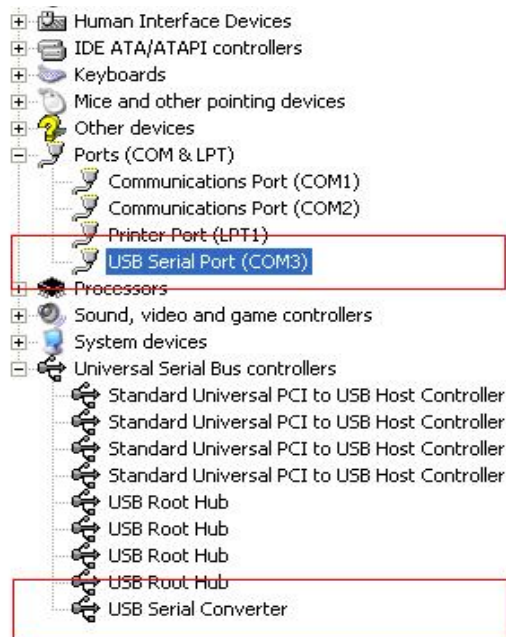 Human Interface Devices
IDE ATA/ATAPI controllers
Keyboards
Mice and other pointing devices
Other devices
Ports (COM & LPT)
Communications Port (COM1)
Communications Port (COM2)
Printer Port (LPT1)
USB Serial Port (COM3)
Processors
Sound, video and game controllers
System devices
Universal Serial Bus controllers
Standard Universal PCI to USB Host Controller
Standard Universal PCI to USB Host Controller
Standard Universal PCI to USB Host Controller
Standard Universal PCI to USB Host Controller
USB Root Hub
USB Root Hub
USB Root Hub
USB Root Hub
USB Serial Converter